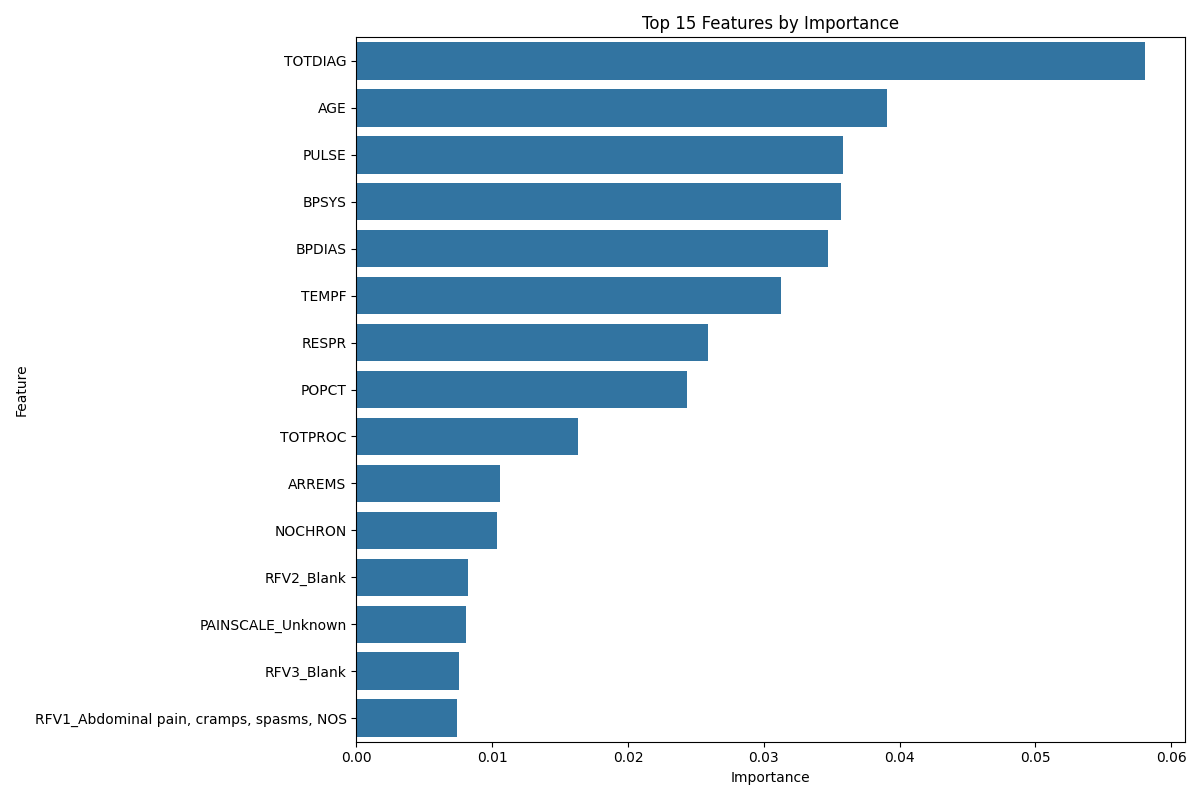 Top 15 Features by Importance
Feature
TOTDIAG
AGE
PULSE
BPSYS
BPDIAS
TEMPF
RESPR
POPCT
TOTPROC
ARREMS
NOCHRON
RFV2_Blank
PAINSCALE_Unknown
RFV3_Blank
RFV1_Abdominal pain, cramps, spasms, NOS
0.00 0.01 0.02 0.03 0.04 0.05 0.06
Importance